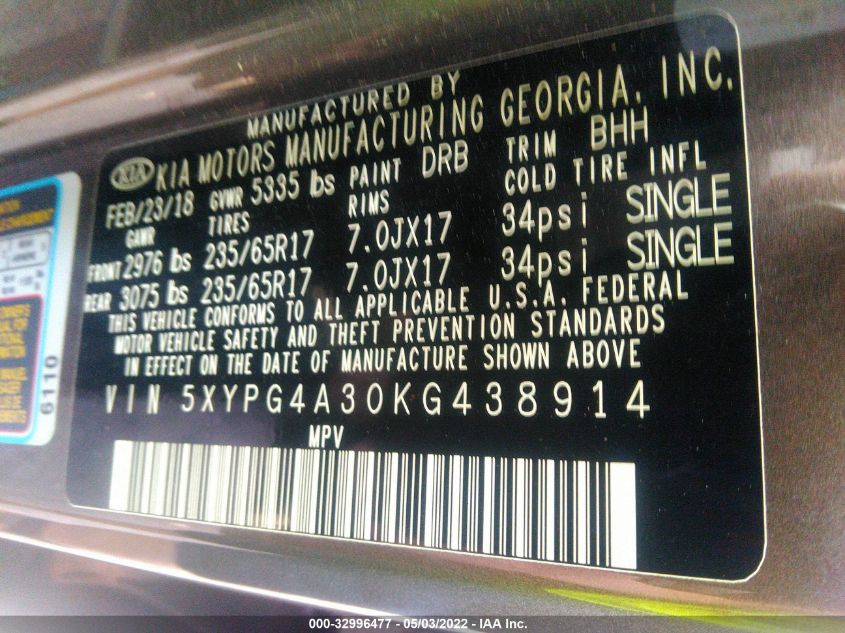 MANUFACTURED BY
KIA KIA MOTORS MANUFACTURING GEORGIA, INC.
FEB/23/18 GVWR 5335 lbs PAINT DRB TRIM BHH
GAWR TIRES RIMS COLD TIRE INFL
FRONT 2976 lbs 235/65R17 7.0JX17 34psi SINGLE
REAR 3075 lbs 235/65R17 7.0JX17 34psi SINGLE
THIS VEHICLE CONFORMS TO ALL APPLICABLE U.S.A. FEDERAL
MOTOR VEHICLE SAFETY AND THEFT PREVENTION STANDARDS
IN EFFECT ON THE DATE OF MANUFACTURE SHOWN ABOVE
VIN 5XYPG4A30KG438914
MPV
6110
000-32996477 - 05/03/2022 - IAA Inc.